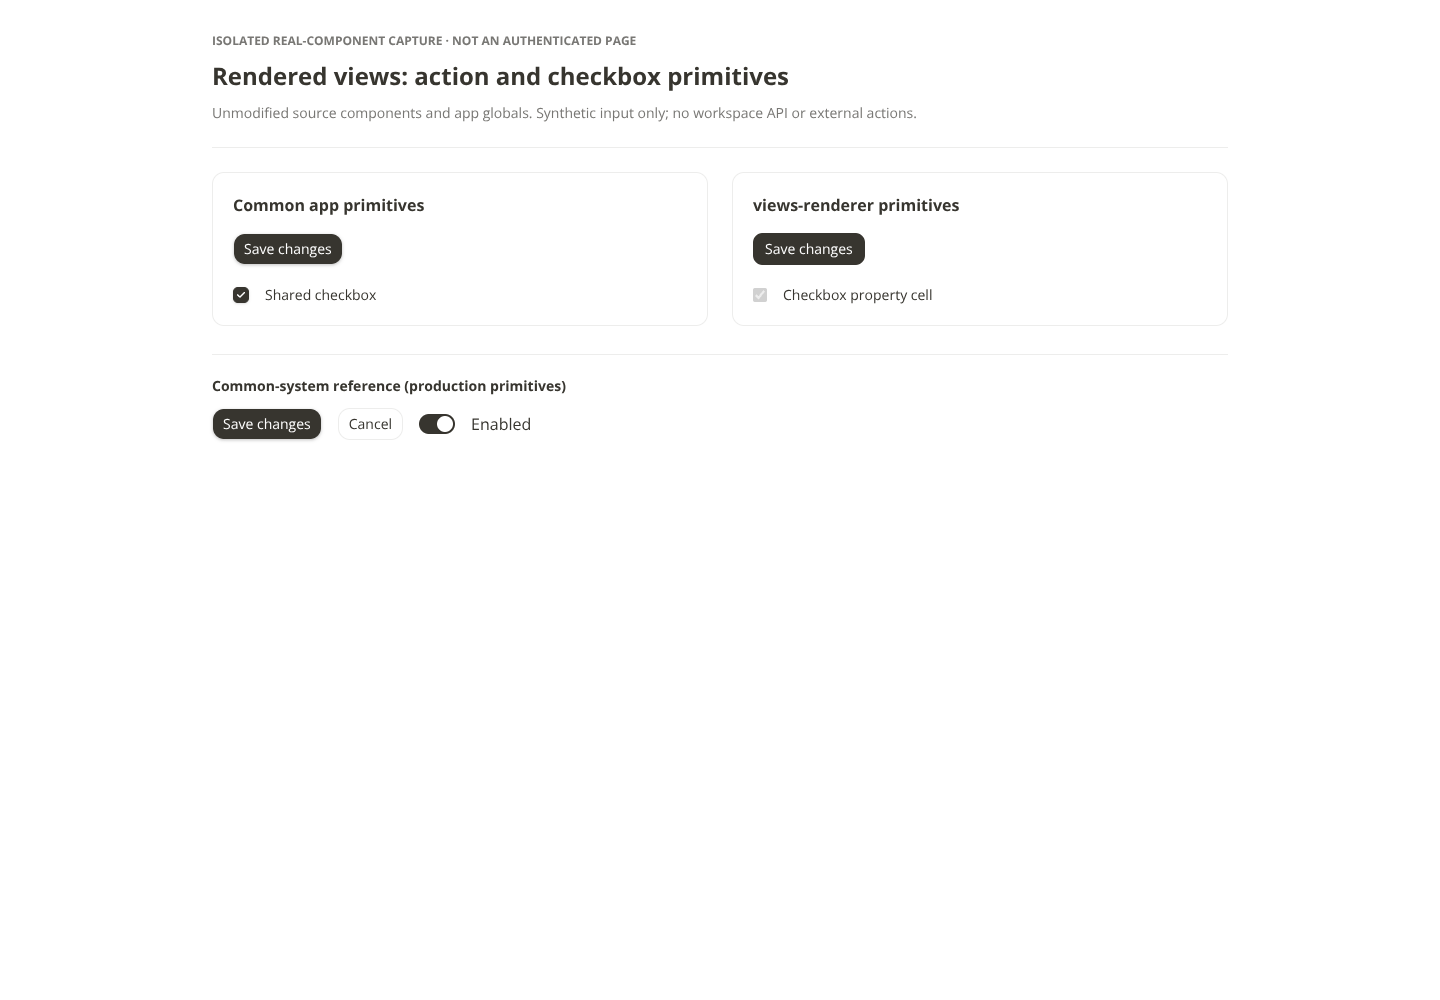 ISOLATED REAL-COMPONENT CAPTURE · NOT AN AUTHENTICATED PAGE
Rendered views: action and checkbox primitives
Unmodified source components and app globals. Synthetic input only; no workspace API or external actions.
Common app primitives
Save changes
Shared checkbox
views-renderer primitives
Save changes
Checkbox property cell
Common-system reference (production primitives)
Save changes Cancel Enabled